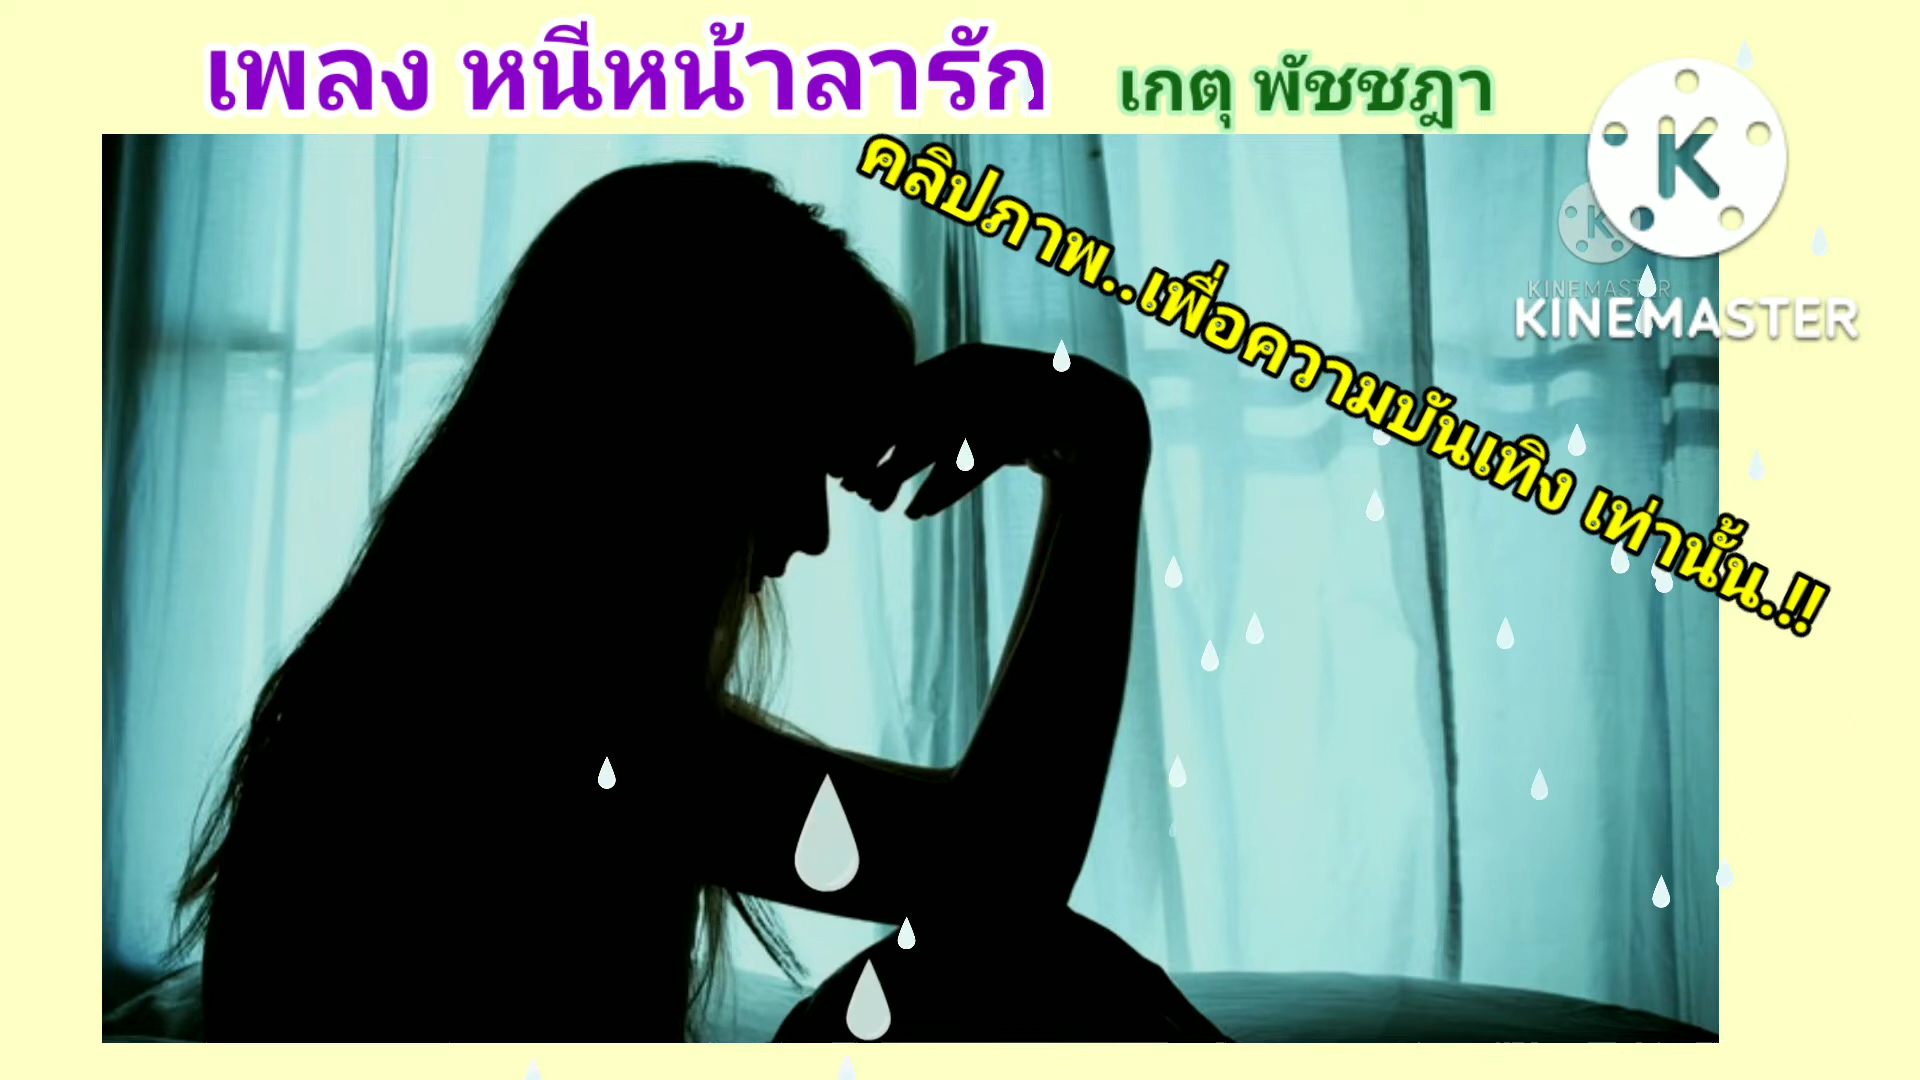 เพลง หนีหน้าลารัก
เกตุ พัชชฎา
คลิปภาพ..เพื่อความบันเทิง เท่านั้น.!!
K
KINEMASTER
K
KINEMASTER